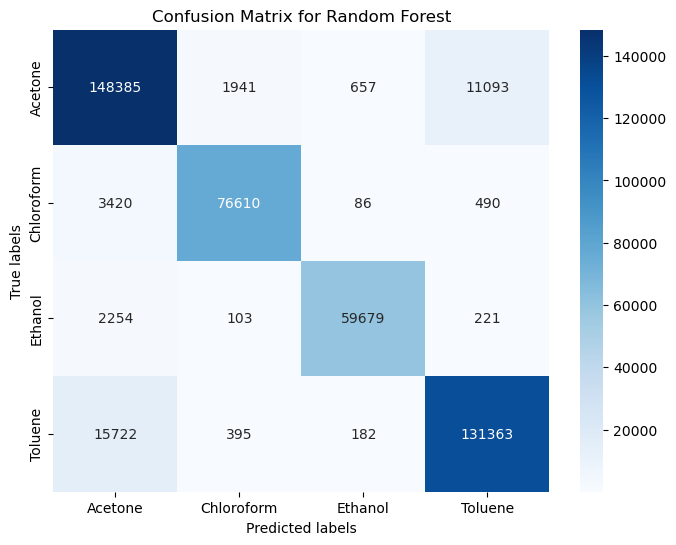 Confusion Matrix for Random Forest
True labels
Acetone
148385 1941 657 11093
Chloroform
3420 76610 86 490
Ethanol
2254 103 59679 221
Toluene
15722 395 182 131363
Acetone Chloroform Ethanol Toluene
Predicted labels
140000
120000
100000
80000
60000
40000
20000